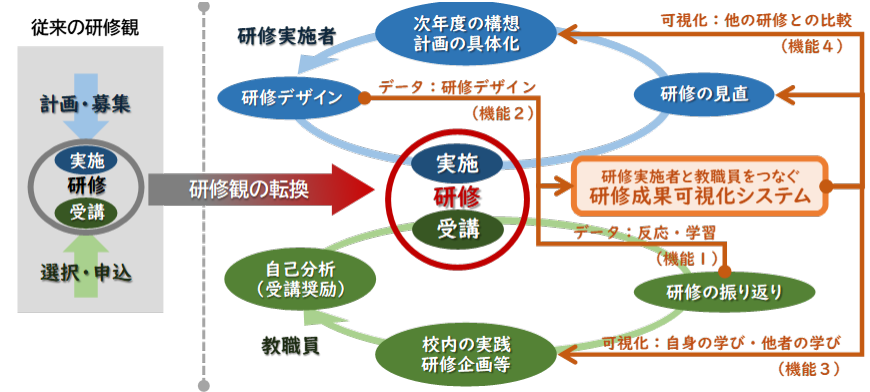 従来の研修観
計画・募集
実施
研修
受講
選択・申込
研修観の転換
研修実施者
次年度の構想
計画の具体化
研修デザイン
研修の見直
データ：研修デザイン
（機能２）
可視化：他の研修との比較
（機能４）
実施
研修
受講
研修実施者と教職員をつなぐ
研修成果可視化システム
データ：反応・学習
（機能１）
自己分析
（受講奨励）
研修の振り返り
教職員
校内の実践
研修企画等
可視化：自身の学び・他者の学び
（機能３）